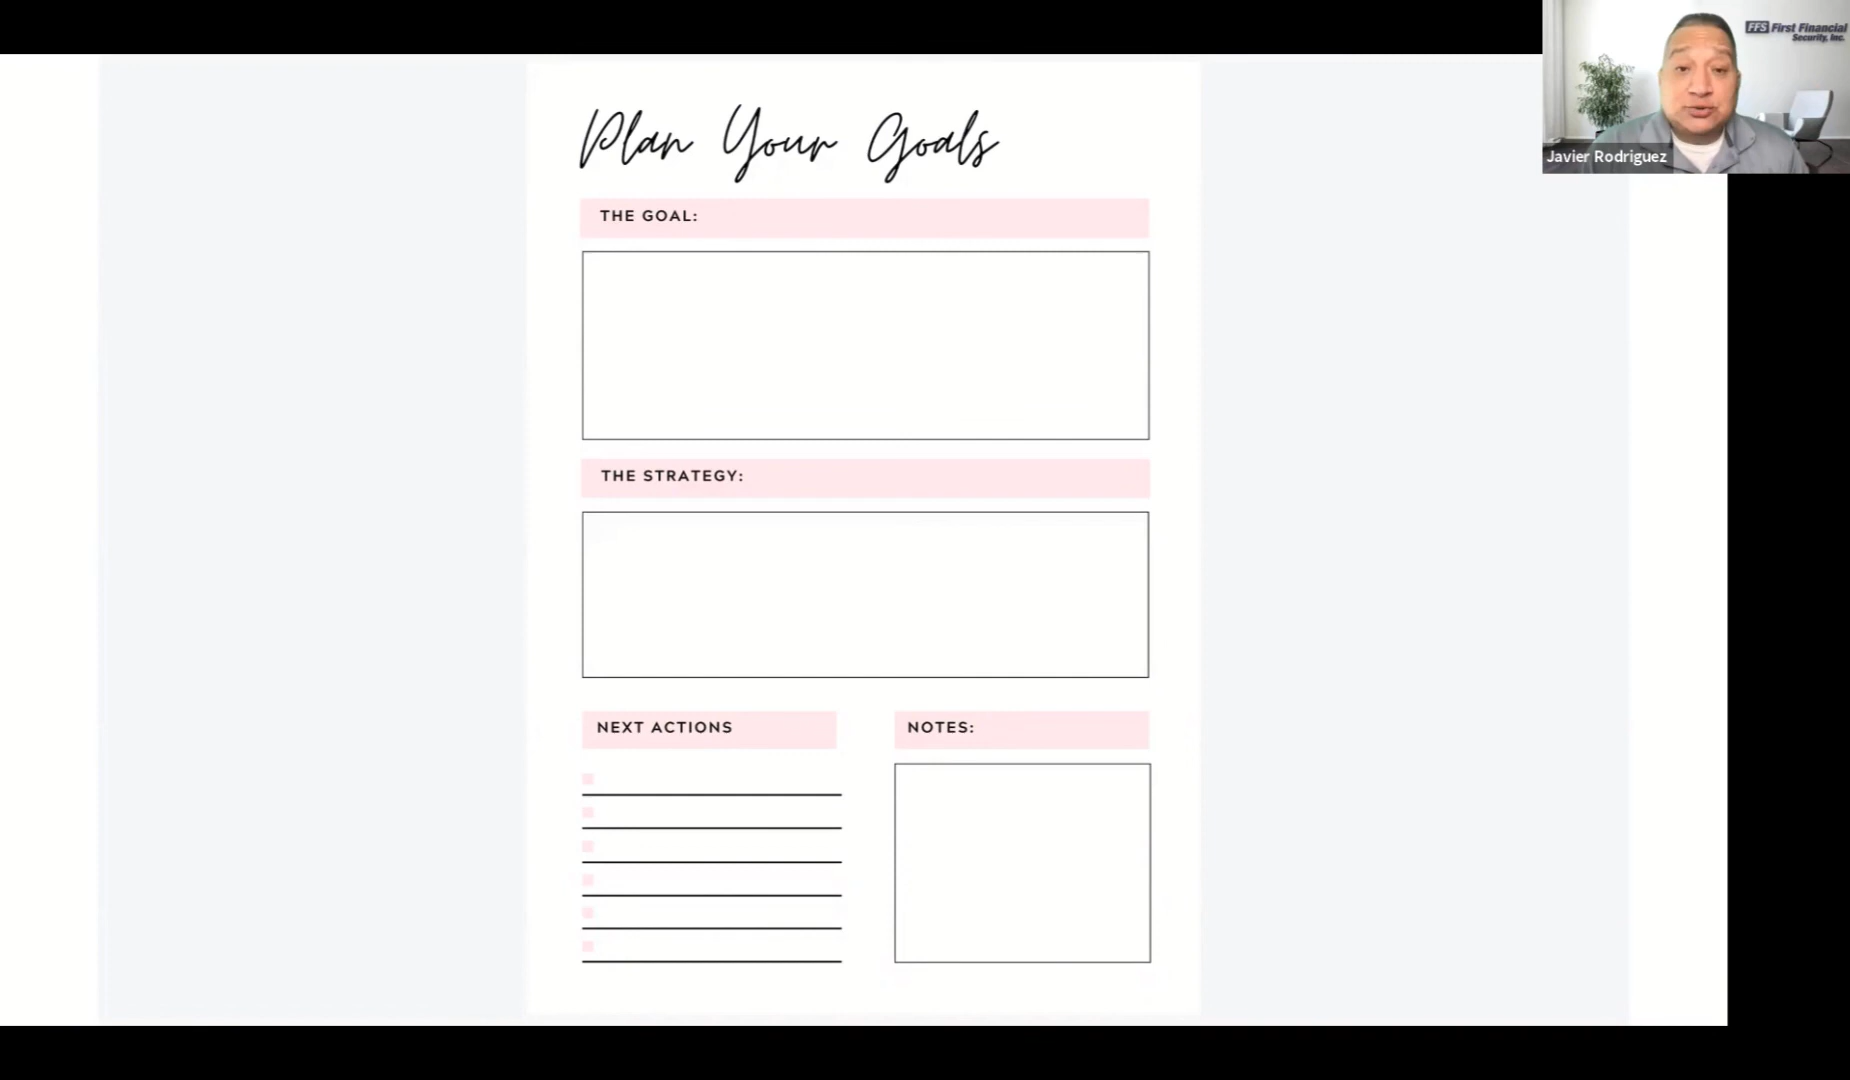 FFS First Financial
Security, Inc.
Javier Rodriguez
Plan Your Goals
THE GOAL:
THE STRATEGY:
NEXT ACTIONS
NOTES: